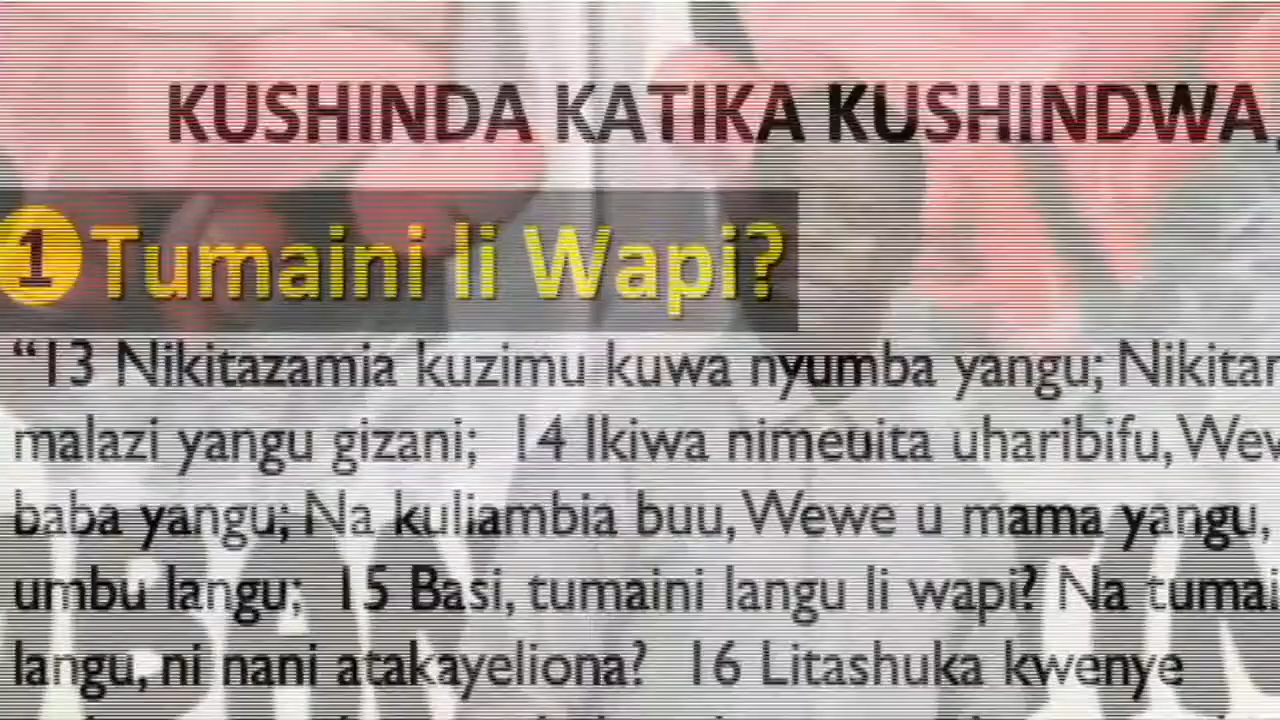 KUSHINDA KATIKA KUSHINDWA,
1 Tumaini li Wapi?
“13 Nikitazamia kuzimu kuwa nyumba yangu; Nikitan
malazi yangu gizani; 14 Ikiwa nimeuita uharibifu, Wew
baba yangu; Na kuliambia buu, Wewe u mama yangu,
umbu langu; 15 Basi, tumaini langu li wapi? Na tumai
langu, ni nani atakayeliona? 16 Litashuka kwenye